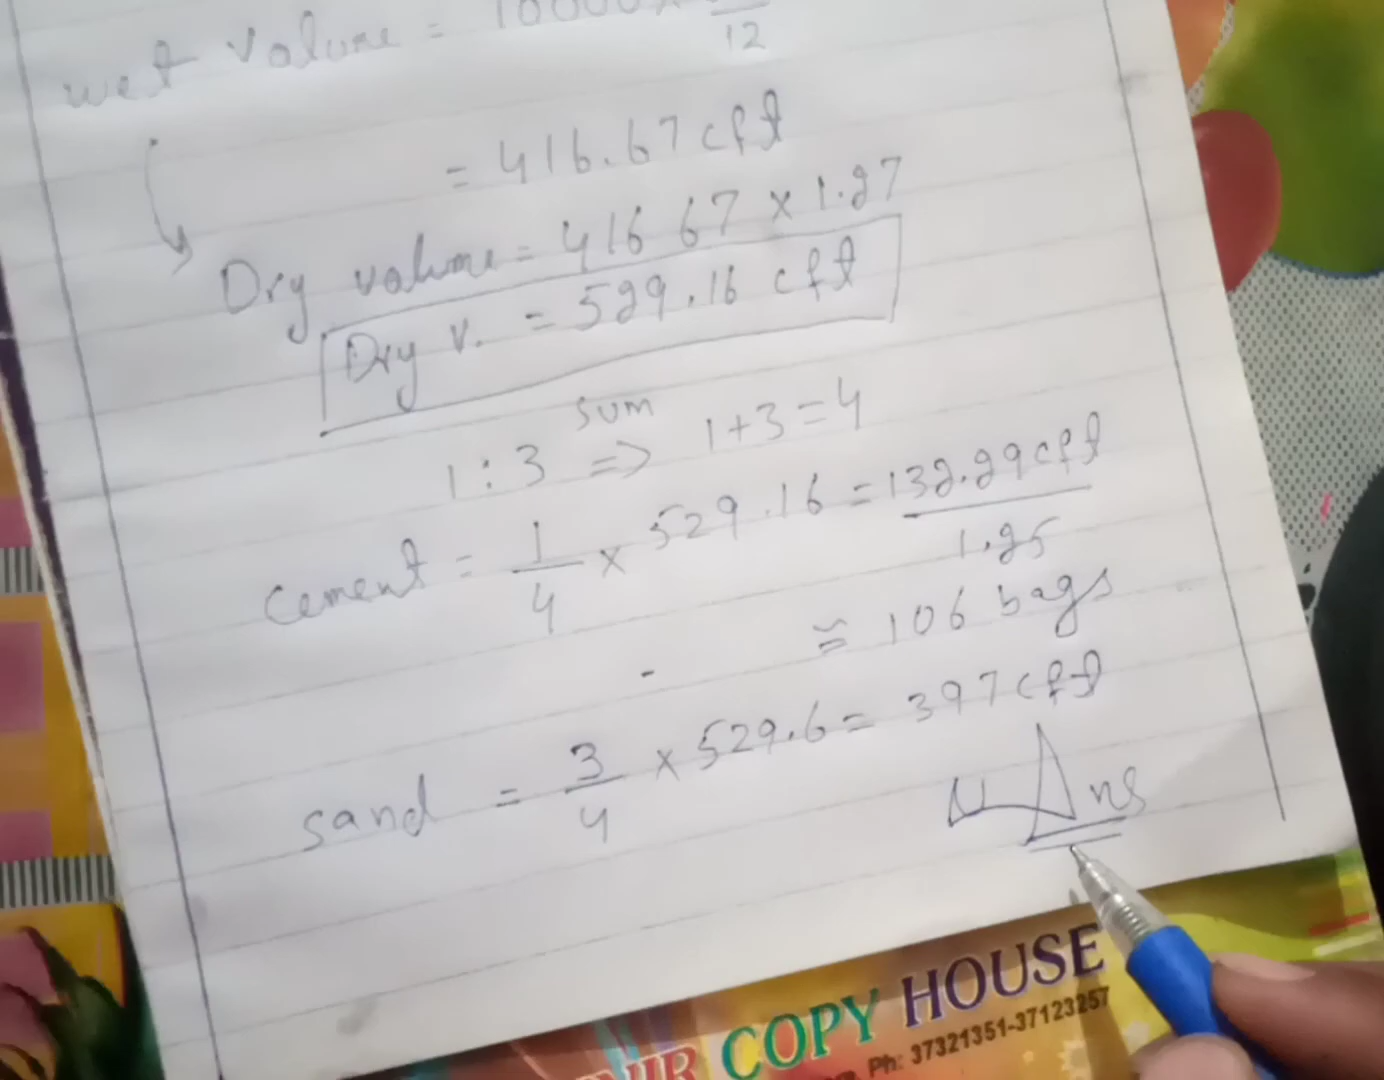 wet volume = 10000 x
12
= 416.67 cft
Dry volume = 416 67 x 1.27
Dry v. = 529.16 cft
1 : 3 sum => 1+3=4
cement = 1/4 x 529.16 = 132.29 cft / 1.25
≈ 106 bags
sand = 3/4 x 529.6 = 397 cft
Ans
COPY HOUSE
Ph: 37321351-37123257